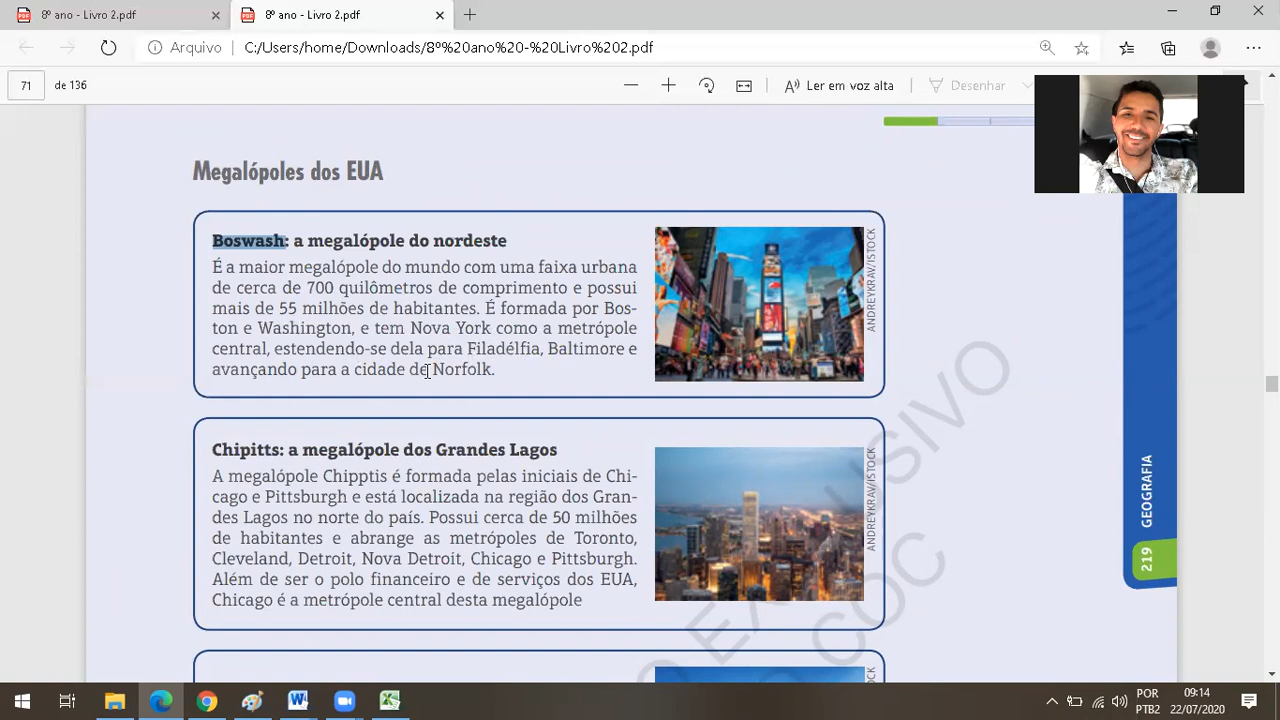 8º ano - Livro 2.pdf
8º ano - Livro 2.pdf
Arquivo
C:/Users/home/Downloads/8º%20ano%20-%20Livro%202.pdf
71
de 136
Ler em voz alta
Desenhar
Megalópoles dos EUA
Boswash: a megalópole do nordeste
É a maior megalópole do mundo com uma faixa urbana
de cerca de 700 quilômetros de comprimento e possui
mais de 55 milhões de habitantes. É formada por Bos-
ton e Washington, e tem Nova York como a metrópole
central, estendendo-se dela para Filadélfia, Baltimore e
avançando para a cidade de Norfolk.
ANDREYKRAV/ISTOCK
Chipitts: a megalópole dos Grandes Lagos
A megalópole Chipptis é formada pelas iniciais de Chi-
cago e Pittsburgh e está localizada na região dos Gran-
des Lagos no norte do país. Possui cerca de 50 milhões
de habitantes e abrange as metrópoles de Toronto,
Cleveland, Detroit, Nova Detroit, Chicago e Pittsburgh.
Além de ser o polo financeiro e de serviços dos EUA,
Chicago é a metrópole central desta megalópole
ANDREYKRAV/ISTOCK
GEOGRAFIA
219
EXCLUSIVO
COC
POR
PTB2
09:14
22/07/2020